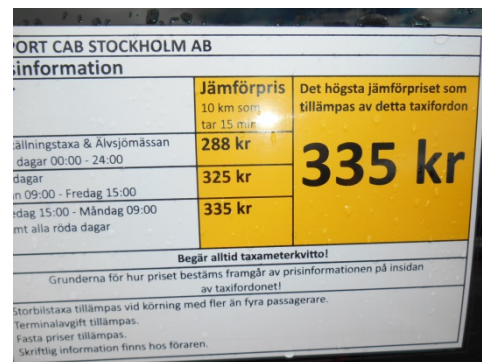 PORT CAB STOCKHOLM AB
sinformation
Jämförpris
10 km som
tar 15 min
Det högsta jämförpriset som
tillämpas av detta taxifordon
335 kr
ällningstaxa & Älvsjömässan
dagar 00:00 - 24:00
288 kr
dagar
n 09:00 - Fredag 15:00
325 kr
edag 15:00 - Måndag 09:00
mt alla röda dagar
335 kr
Begär alltid taxameterkvitto!
Grunderna för hur priset bestäms framgår av prisinformationen på insidan
av taxifordonet!
Storbilstaxa tillämpas vid körning med fler än fyra passagerare.
Terminalavgift tillämpas.
Fasta priser tillämpas.
Skriftlig information finns hos föraren.